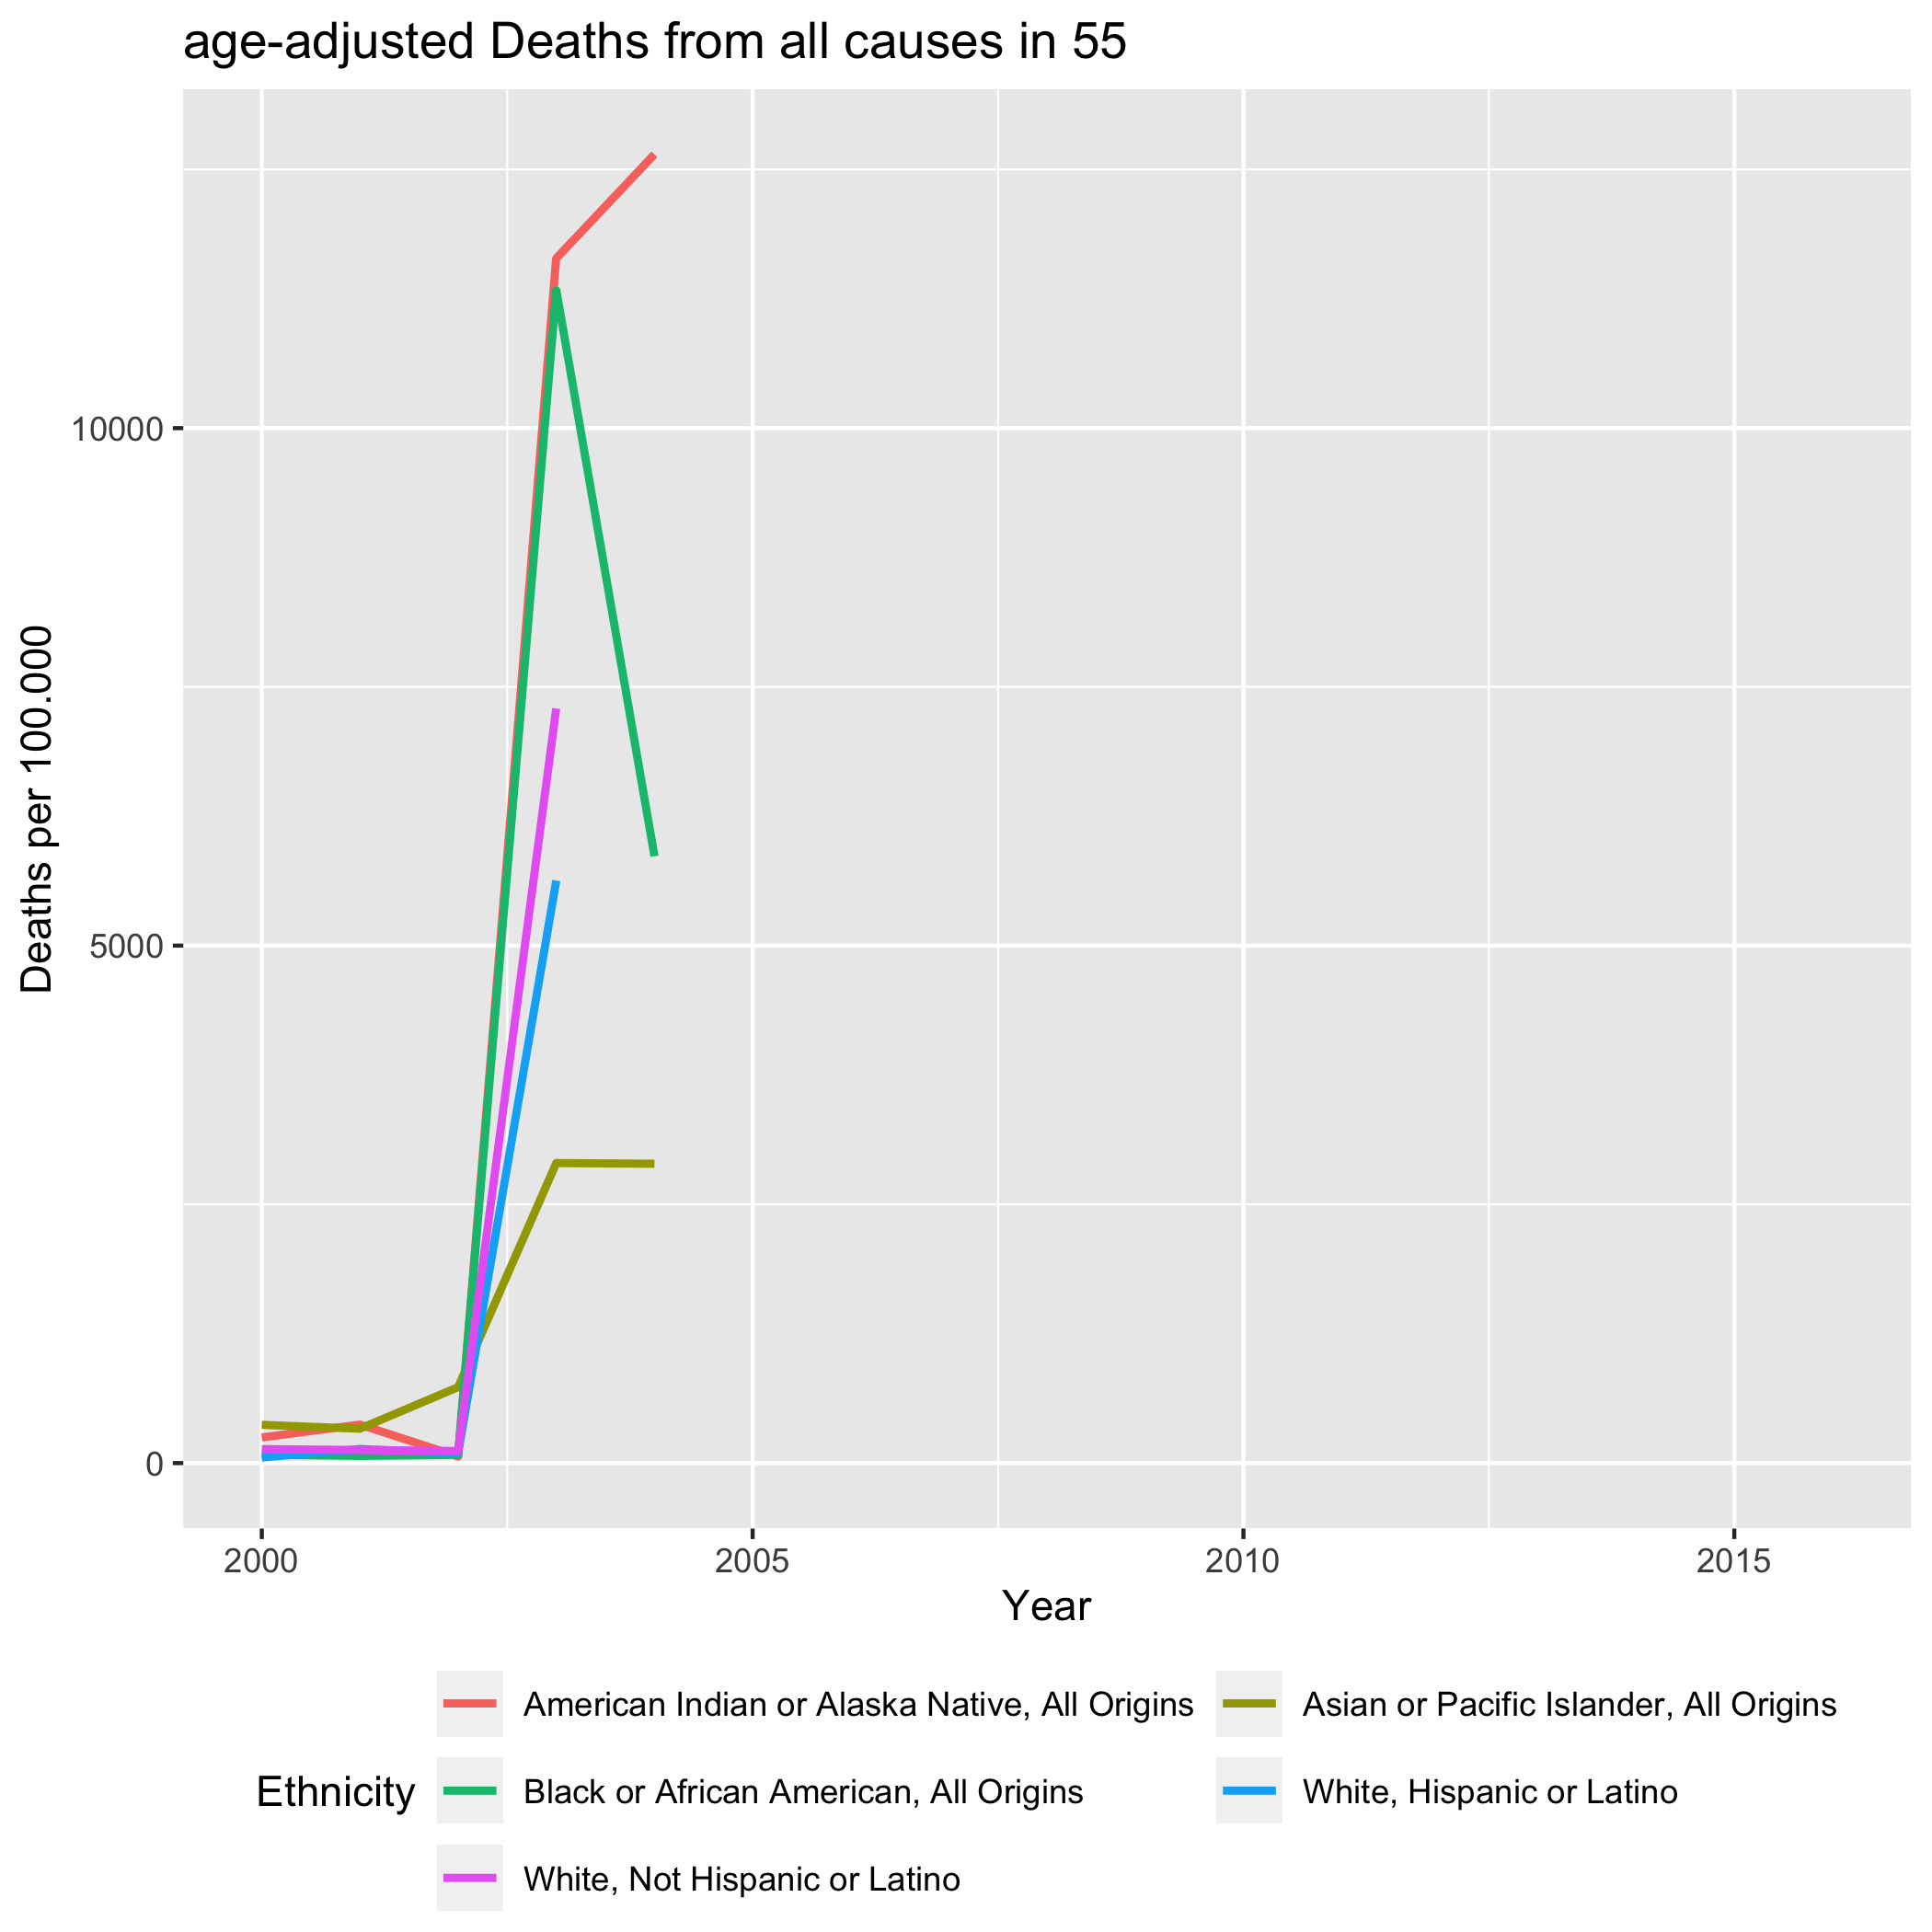 age-adjusted Deaths from all causes in 55
Deaths per 100.000
10000
5000
0
2000 2005 2010 2015
Year
Ethnicity
American Indian or Alaska Native, All Origins Asian or Pacific Islander, All Origins
Black or African American, All Origins White, Hispanic or Latino
White, Not Hispanic or Latino